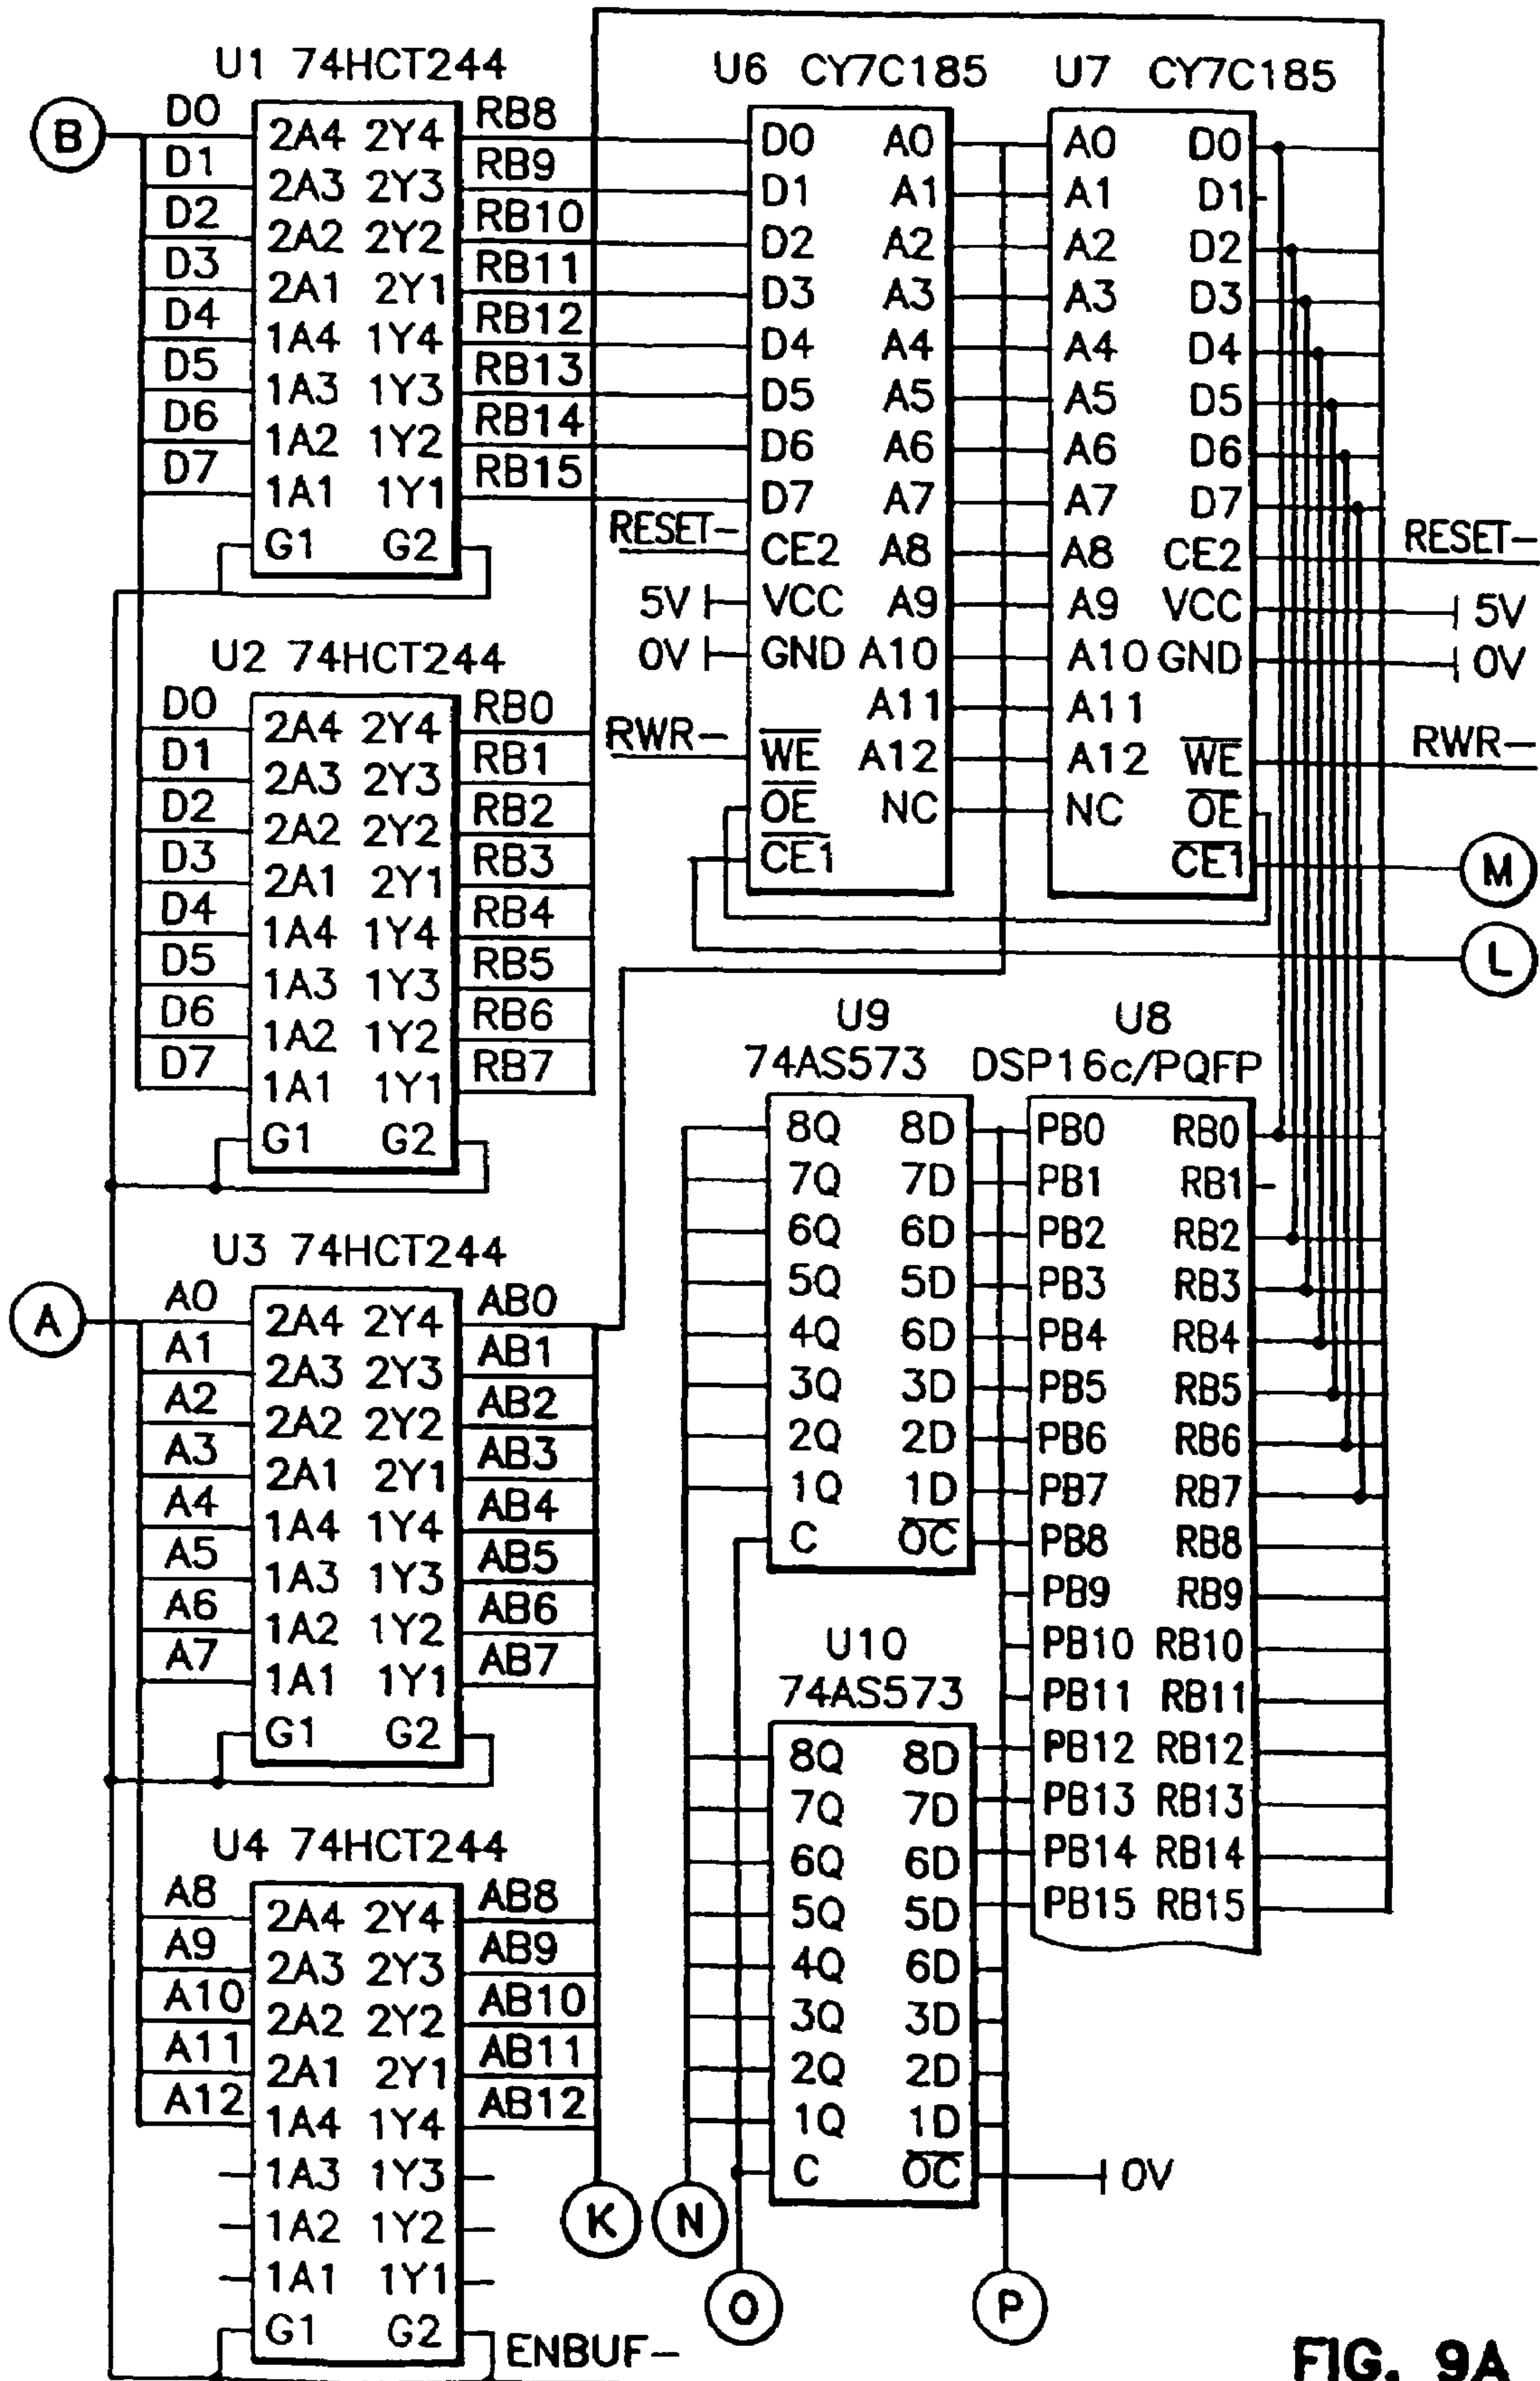 U1 74HCT244
B
D0 2A4 2Y4 RB8
D1 2A3 2Y3 RB9
D2 2A2 2Y2 RB10
D3 2A1 2Y1 RB11
D4 1A4 1Y4 RB12
D5 1A3 1Y3 RB13
D6 1A2 1Y2 RB14
D7 1A1 1Y1 RB15
G1 G2
U2 74HCT244
D0 2A4 2Y4 RB0
D1 2A3 2Y3 RB1
D2 2A2 2Y2 RB2
D3 2A1 2Y1 RB3
D4 1A4 1Y4 RB4
D5 1A3 1Y3 RB5
D6 1A2 1Y2 RB6
D7 1A1 1Y1 RB7
G1 G2
U3 74HCT244
A
A0 2A4 2Y4 AB0
A1 2A3 2Y3 AB1
A2 2A2 2Y2 AB2
A3 2A1 2Y1 AB3
A4 1A4 1Y4 AB4
A5 1A3 1Y3 AB5
A6 1A2 1Y2 AB6
A7 1A1 1Y1 AB7
G1 G2
U4 74HCT244
A8 2A4 2Y4 AB8
A9 2A3 2Y3 AB9
A10 2A2 2Y2 AB10
A11 2A1 2Y1 AB11
A12 1A4 1Y4 AB12
1A3 1Y3
1A2 1Y2
1A1 1Y1
G1 G2
ENBUF-
K
U6 CY7C185
D0 A0
D1 A1
D2 A2
D3 A3
D4 A4
D5 A5
D6 A6
D7 A7
RESET- CE2 A8
5V VCC A9
0V GND A10
A11
RWR- WE A12
OE NC
CE1
U7 CY7C185
A0 D0
A1 D1
A2 D2
A3 D3
A4 D4
A5 D5
A6 D6
A7 D7
A8 CE2 RESET-
A9 VCC 5V
A10 GND 0V
A11
A12 WE RWR-
NC OE
CE1
M
L
U9
74AS573
8Q 8D
7Q 7D
6Q 6D
5Q 5D
4Q 6D
3Q 3D
2Q 2D
1Q 1D
C OC
U8
DSP16c/PQFP
PB0 RB0
PB1 RB1
PB2 RB2
PB3 RB3
PB4 RB4
PB5 RB5
PB6 RB6
PB7 RB7
PB8 RB8
PB9 RB9
PB10 RB10
PB11 RB11
PB12 RB12
PB13 RB13
PB14 RB14
PB15 RB15
U10
74AS573
8Q 8D
7Q 7D
6Q 6D
5Q 5D
4Q 6D
3Q 3D
2Q 2D
1Q 1D
C OC 0V
N
O
P
FIG. 9A